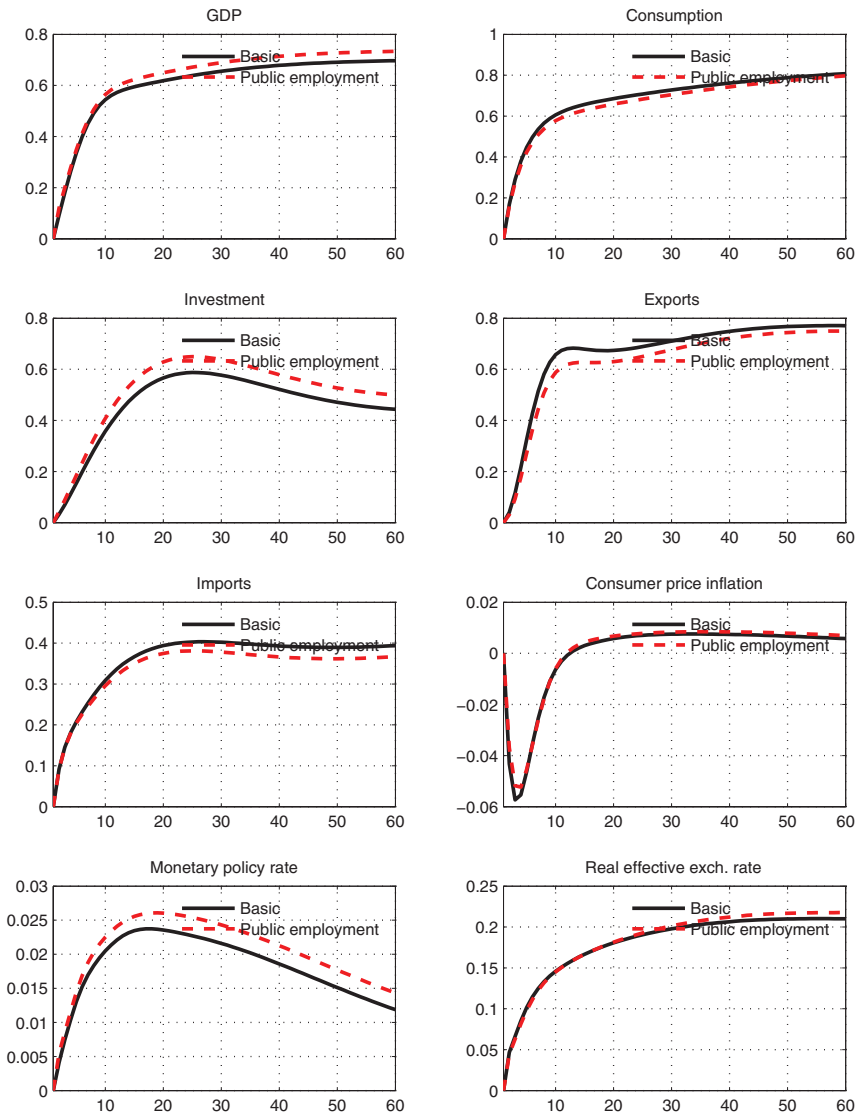 GDP
0.8
0.6
0.4
0.2
0
10 20 30 40 50 60
Basic
Public employment
Consumption
1
0.8
0.6
0.4
0.2
0
10 20 30 40 50 60
Basic
Public employment
Investment
0.8
0.6
0.4
0.2
0
10 20 30 40 50 60
Basic
Public employment
Exports
0.8
0.6
0.4
0.2
0
10 20 30 40 50 60
Basic
Public employment
Imports
0.5
0.4
0.3
0.2
0.1
0
10 20 30 40 50 60
Basic
Public employment
Consumer price inflation
0.02
0
−0.02
−0.04
−0.06
10 20 30 40 50 60
Basic
Public employment
Monetary policy rate
0.03
0.025
0.02
0.015
0.01
0.005
0
10 20 30 40 50 60
Basic
Public employment
Real effective exch. rate
0.25
0.2
0.15
0.1
0.05
0
10 20 30 40 50 60
Basic
Public employment